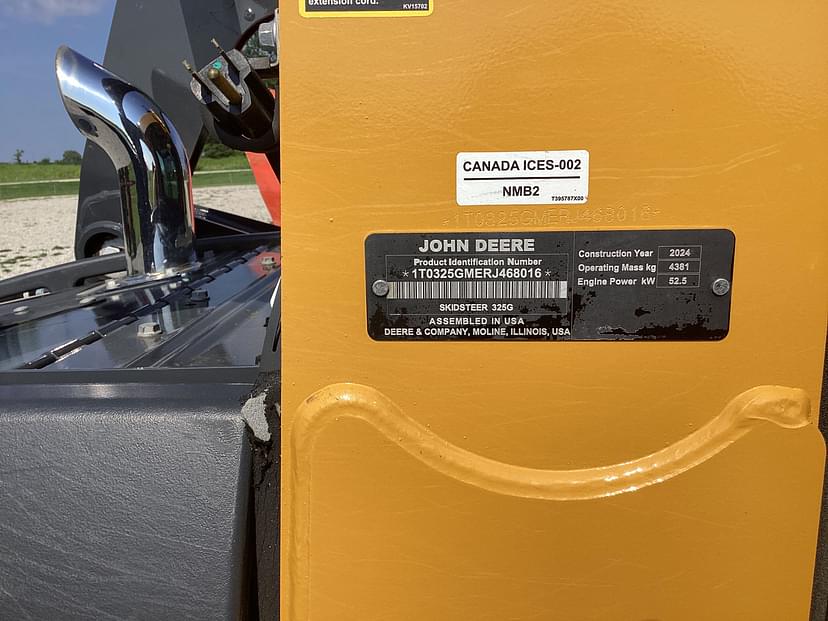 extension cord.
KV15702
CANADA ICES-002
NMB2
T395787X00
*1T0325GMERJ468016*
JOHN DEERE
Product Identification Number
*1T0325GMERJ468016*
SKIDSTEER 325G
ASSEMBLED IN USA
DEERE & COMPANY, MOLINE, ILLINOIS, USA
Construction Year 2024
Operating Mass kg 4381
Engine Power kW 52.5